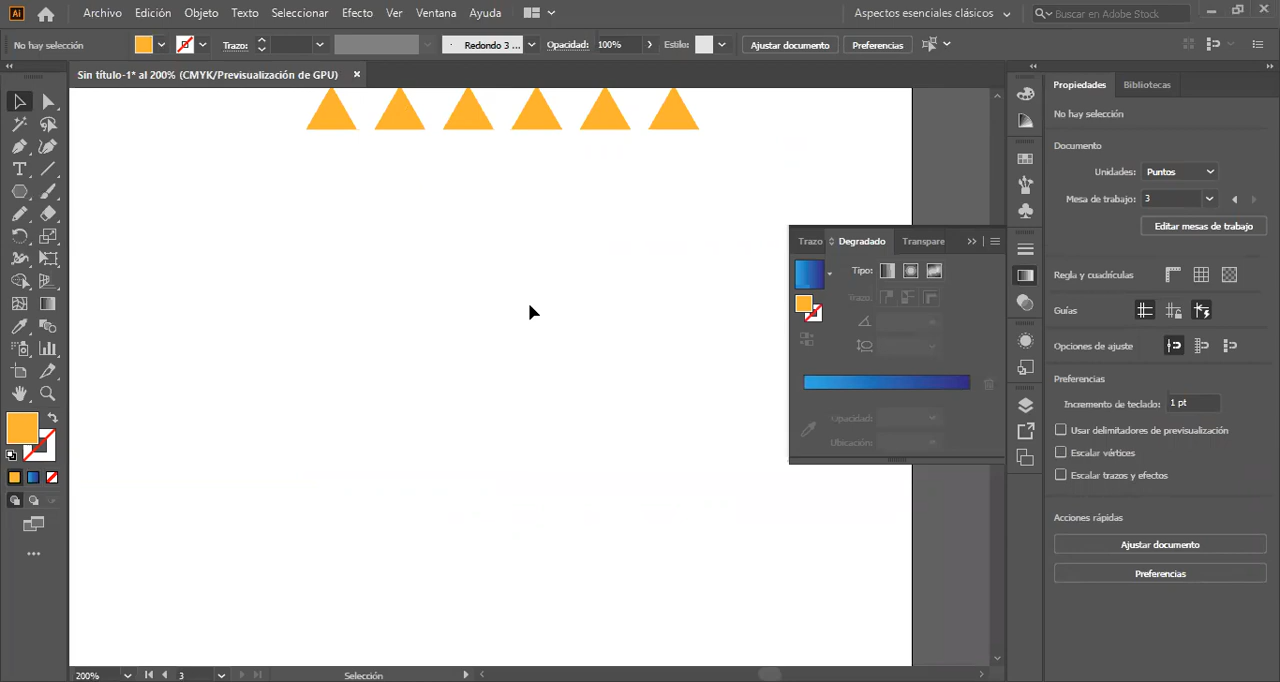 Ai Archivo Edición Objeto Texto Seleccionar Efecto Ver Ventana Ayuda Aspectos esenciales clásicos Buscar en Adobe Stock
No hay selección Trazo: Redondo 3 ... Opacidad: 100% Estilo: Ajustar documento Preferencias
Sin título-1* al 200% (CMYK/Previsualización de GPU)
Trazo Degradado Transpare
Tipo:
Trazo:
Opacidad:
Ubicación:
Propiedades Bibliotecas
No hay selección
Documento
Unidades: Puntos
Mesa de trabajo: 3
Editar mesas de trabajo
Regla y cuadrículas
Guías
Opciones de ajuste
Preferencias
Incremento de teclado: 1 pt
Usar delimitadores de previsualización
Escalar vértices
Escalar trazos y efectos
Acciones rápidas
Ajustar documento
Preferencias
200% 3 Selección